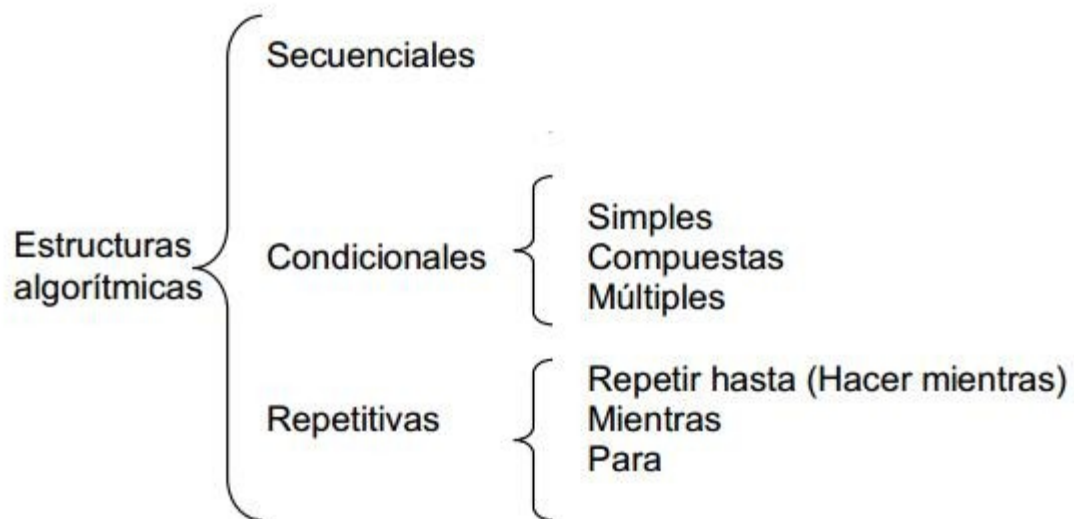 Secuenciales
Estructuras
algorítmicas
Condicionales
Simples
Compuestas
Múltiples
Repetitivas
Repetir hasta (Hacer mientras)
Mientras
Para